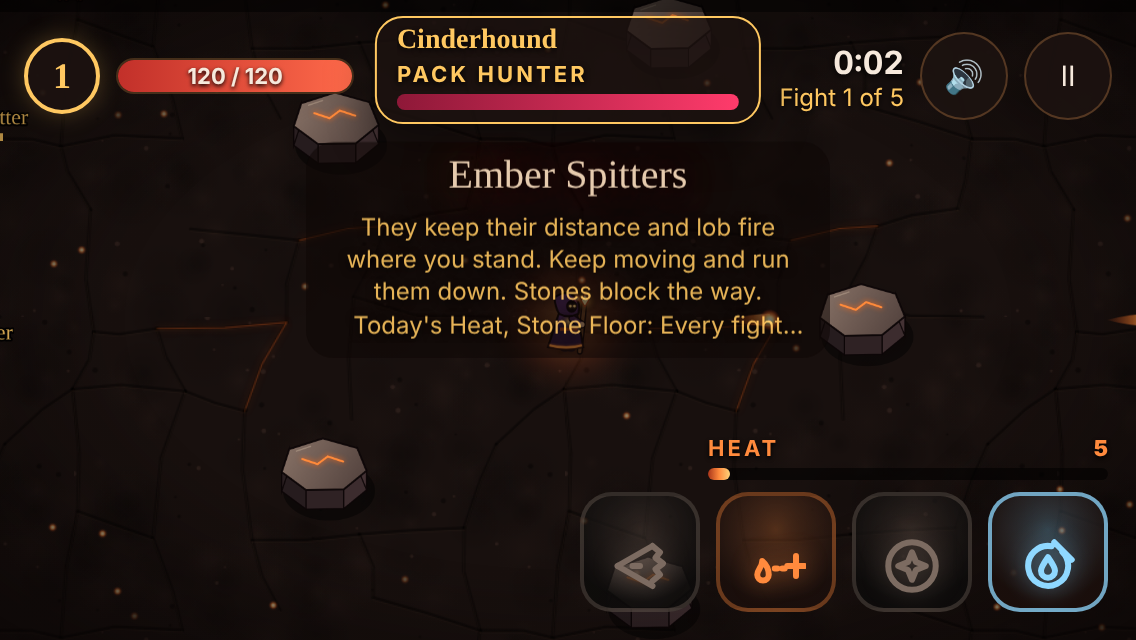 1
120 / 120
Cinderhound
PACK HUNTER
0:02
Fight 1 of 5
tter
Ember Spitters
They keep their distance and lob fire
where you stand. Keep moving and run
them down. Stones block the way.
Today's Heat, Stone Floor: Every fight...
er
HEAT
5